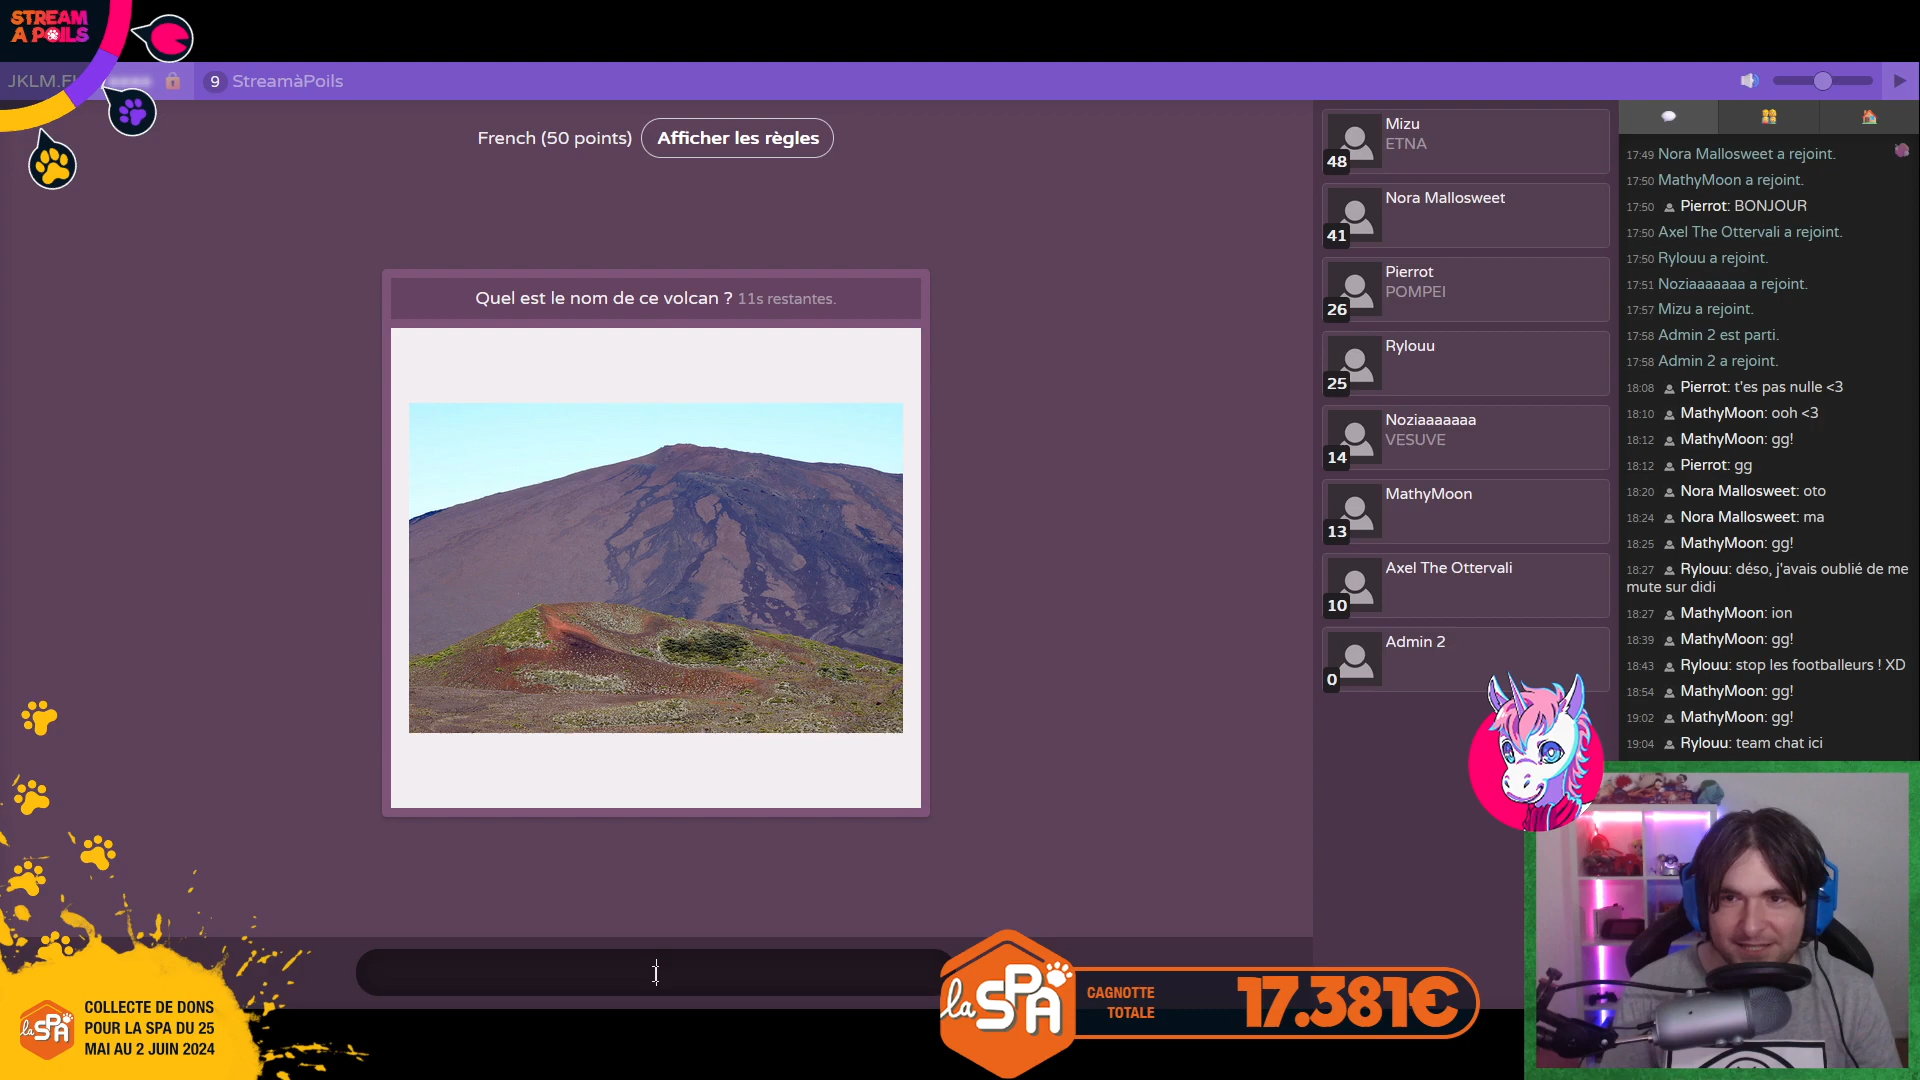 STREAM
A POILS
JKLM.F
9 StreamàPoils
French (50 points) Afficher les règles
Quel est le nom de ce volcan ? 11s restantes.
Mizu
ETNA
48
Nora Mallosweet
41
Pierrot
POMPEI
26
Rylouu
25
Noziaaaaaaa
VESUVE
14
MathyMoon
13
Axel The Ottervali
10
Admin 2
0
17:49 Nora Mallosweet a rejoint.
17:50 MathyMoon a rejoint.
17:50 Pierrot: BONJOUR
17:50 Axel The Ottervali a rejoint.
17:50 Rylouu a rejoint.
17:51 Noziaaaaaaa a rejoint.
17:57 Mizu a rejoint.
17:58 Admin 2 est parti.
17:58 Admin 2 a rejoint.
18:08 Pierrot: t'es pas nulle <3
18:10 MathyMoon: ooh <3
18:12 MathyMoon: gg!
18:12 Pierrot: gg
18:20 Nora Mallosweet: oto
18:24 Nora Mallosweet: ma
18:25 MathyMoon: gg!
18:27 Rylouu: déso, j'avais oublié de me
mute sur didi
18:27 MathyMoon: ion
18:39 MathyMoon: gg!
18:43 Rylouu: stop les footballeurs ! XD
18:54 MathyMoon: gg!
19:02 MathyMoon: gg!
19:04 Rylouu: team chat ici
la SPA
COLLECTE DE DONS
POUR LA SPA DU 25
MAI AU 2 JUIN 2024
la SPA
CAGNOTTE
TOTALE
17.381€